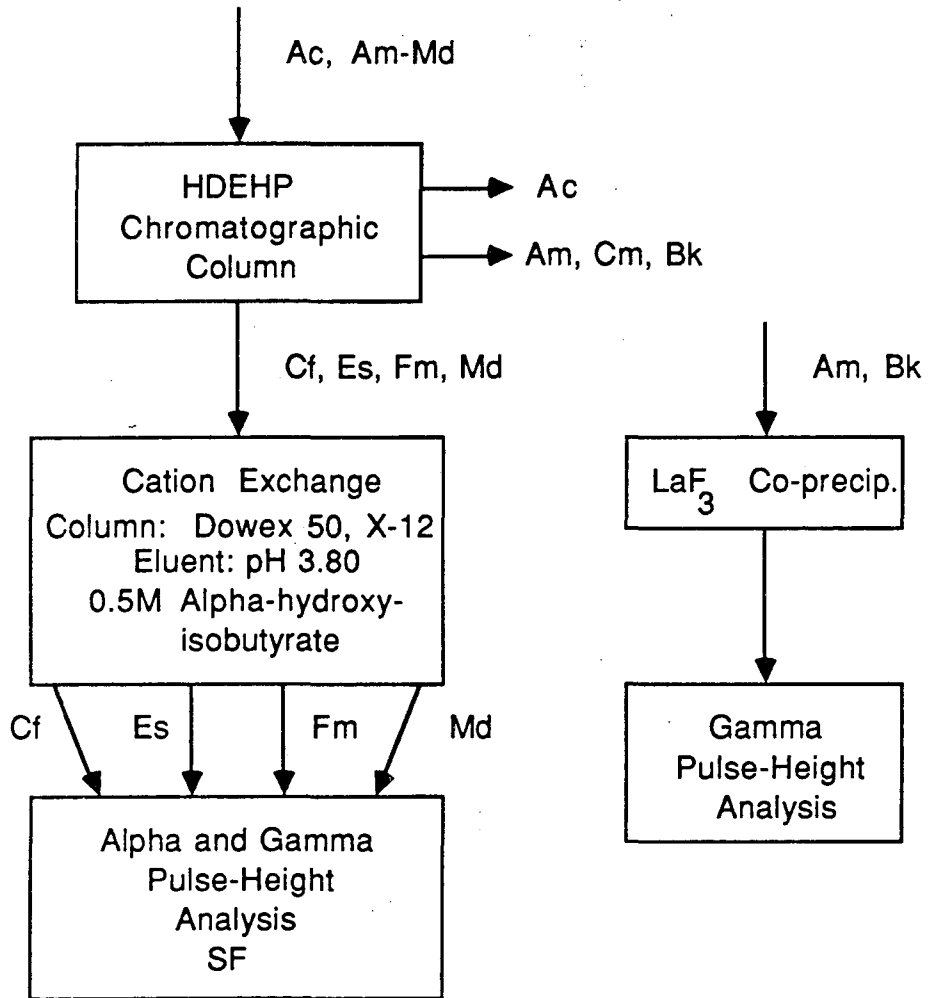 Ac, Am-Md
HDEHP
Chromatographic
Column
Ac
Am, Cm, Bk
Cf, Es, Fm, Md
Cation Exchange
Column: Dowex 50, X-12
Eluent: pH 3.80
0.5M Alpha-hydroxy-
isobutyrate
Cf
Es
Fm
Md
Alpha and Gamma
Pulse-Height
Analysis
SF
Am, Bk
LaF3 Co-precip.
Gamma
Pulse-Height
Analysis